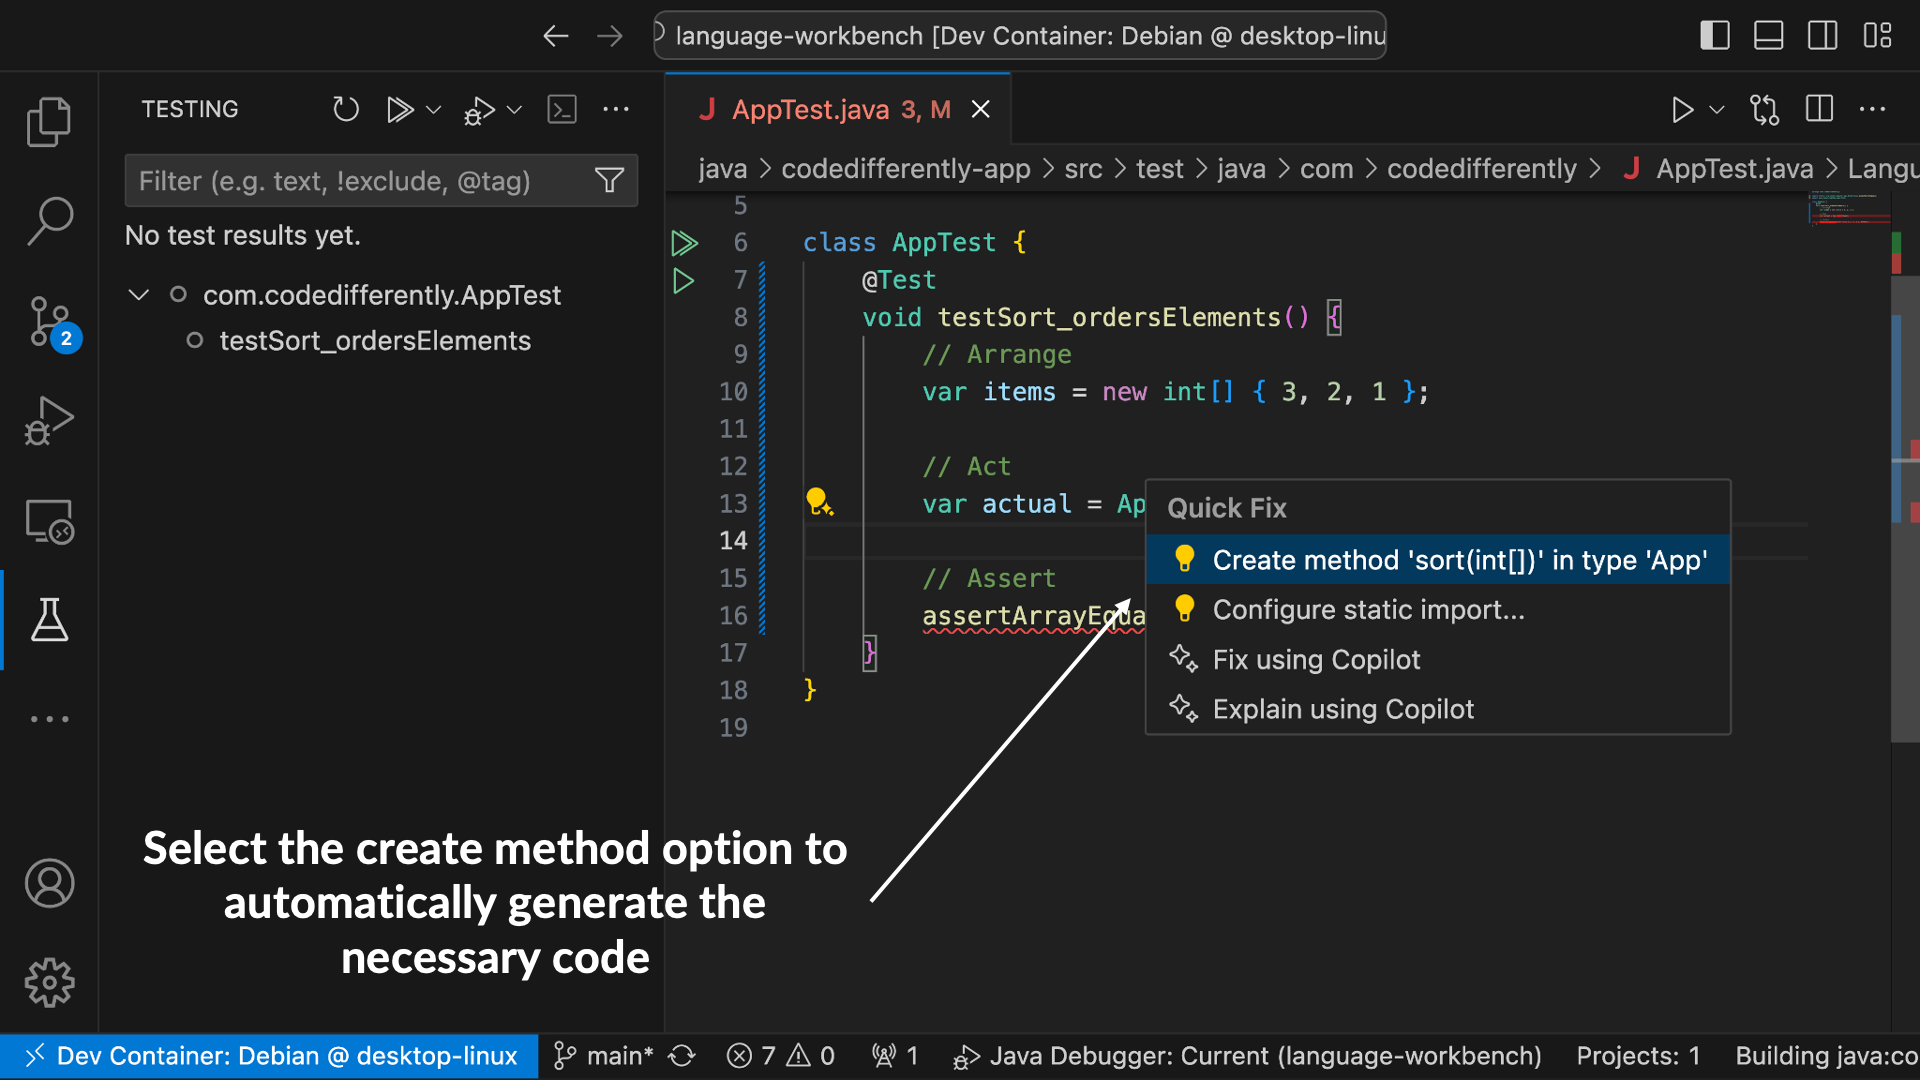 language-workbench [Dev Container: Debian @ desktop-linu
TESTING
J AppTest.java 3, M
Filter (e.g. text, !exclude, @tag)
java > codedifferently-app > src > test > java > com > codedifferently > J AppTest.java > Langu
No test results yet.
com.codedifferently.AppTest
testSort_ordersElements
2
5
6 class AppTest {
7 @Test
8 void testSort_ordersElements() {
9 // Arrange
10 var items = new int[] { 3, 2, 1 };
11
12 // Act
13 var actual = Ap
14
15 // Assert
16 assertArrayEqua
17 }
18 }
19
Quick Fix
Create method 'sort(int[])' in type 'App'
Configure static import...
Fix using Copilot
Explain using Copilot
Select the create method option to
automatically generate the
necessary code
Dev Container: Debian @ desktop-linux main* 7 0 1 Java Debugger: Current (language-workbench) Projects: 1 Building java:co